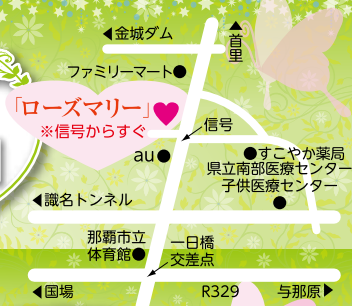 ◀金城ダム
▲首里
ファミリーマート●
「ローズマリー」♥
※信号からすぐ
信号
au●
●すこやか薬局
県立南部医療センター
子供医療センター
●
◀識名トンネル
那覇市立
体育館●
一日橋
交差点
◀国場
R329
与那原▶